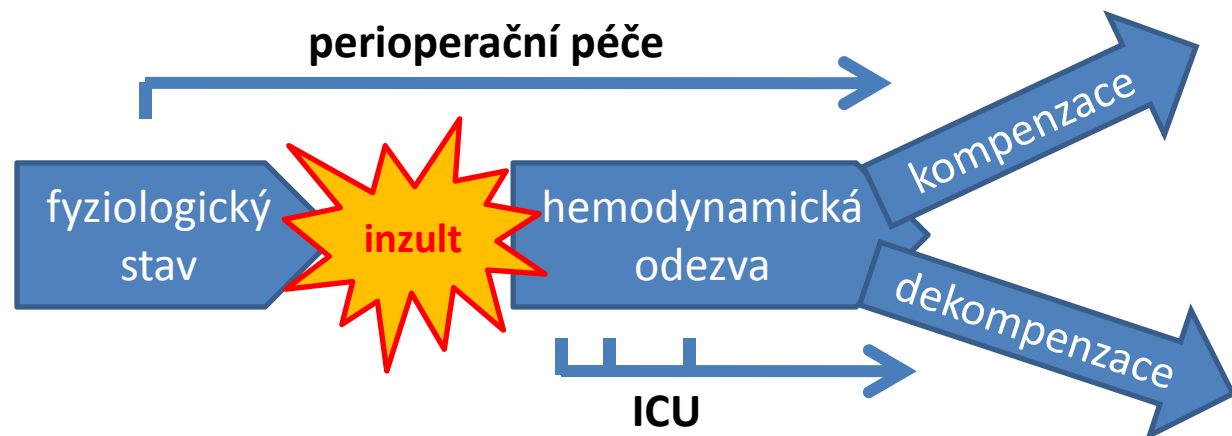 perioperační péče
fyziologický
stav
inzult
hemodynamická
odezva
kompenzace
dekompenzace
ICU